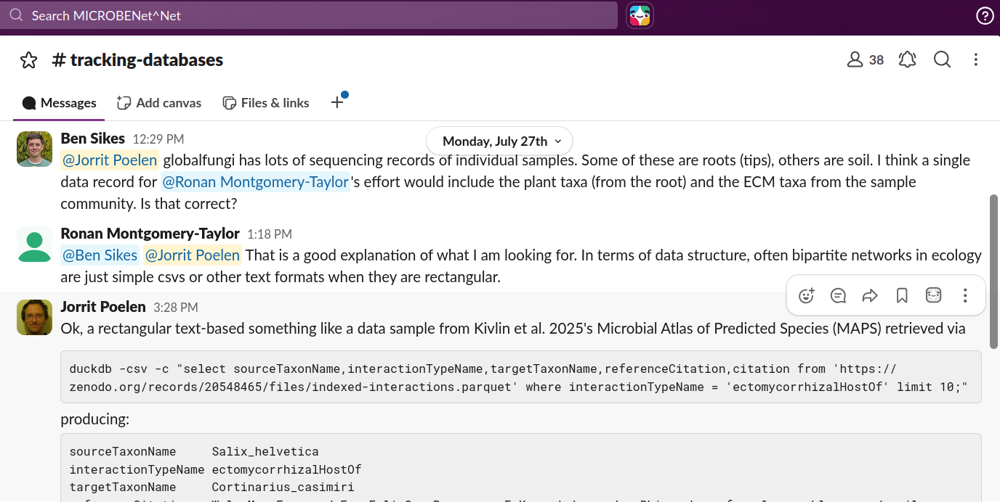 Search MICROBENet^Net
# tracking-databases
38
Messages
Add canvas
Files & links
Ben Sikes 12:29 PM
Monday, July 27th
@Jorrit Poelen globalfungi has lots of sequencing records of individual samples. Some of these are roots (tips), others are soil. I think a single
data record for @Ronan Montgomery-Taylor's effort would include the plant taxa (from the root) and the ECM taxa from the sample
community. Is that correct?
Ronan Montgomery-Taylor 1:18 PM
@Ben Sikes @Jorrit Poelen That is a good explanation of what I am looking for. In terms of data structure, often bipartite networks in ecology
are just simple csvs or other text formats when they are rectangular.
Jorrit Poelen 3:28 PM
Ok, a rectangular text-based something like a data sample from Kivlin et al. 2025's Microbial Atlas of Predicted Species (MAPS) retrieved via
duckdb -csv -c "select sourceTaxonName,interactionTypeName,targetTaxonName,referenceCitation,citation from 'https://
zenodo.org/records/20548465/files/indexed-interactions.parquet' where interactionTypeName = 'ectomycorrhizalHostOf' limit 10;"
producing:
sourceTaxonName Salix_helvetica
interactionTypeName ectomycorrhizalHostOf
targetTaxonName Cortinarius_casimiri